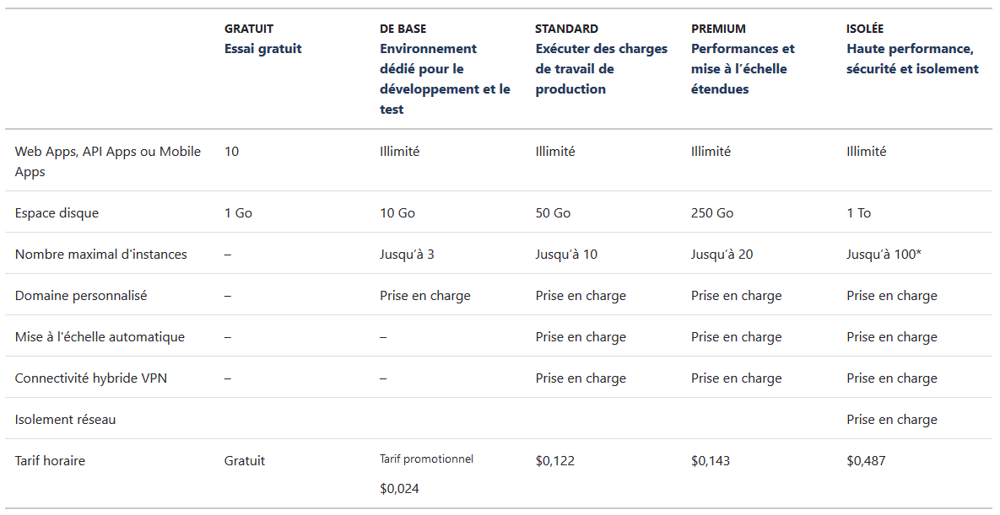 GRATUIT
Essai gratuit
DE BASE
Environnement
dédié pour le
développement et le
test
STANDARD
Exécuter des charges
de travail de
production
PREMIUM
Performances et
mise à l’échelle
étendues
ISOLÉE
Haute performance,
sécurité et isolement
Web Apps, API Apps ou Mobile
Apps
10
Illimité
Illimité
Illimité
Illimité
Espace disque
1 Go
10 Go
50 Go
250 Go
1 To
Nombre maximal d'instances
–
Jusqu’à 3
Jusqu’à 10
Jusqu’à 20
Jusqu’à 100*
Domaine personnalisé
–
Prise en charge
Prise en charge
Prise en charge
Prise en charge
Mise à l'échelle automatique
–
–
Prise en charge
Prise en charge
Prise en charge
Connectivité hybride VPN
–
–
Prise en charge
Prise en charge
Prise en charge
Isolement réseau
Prise en charge
Tarif horaire
Gratuit
Tarif promotionnel
$0,024
$0,122
$0,143
$0,487